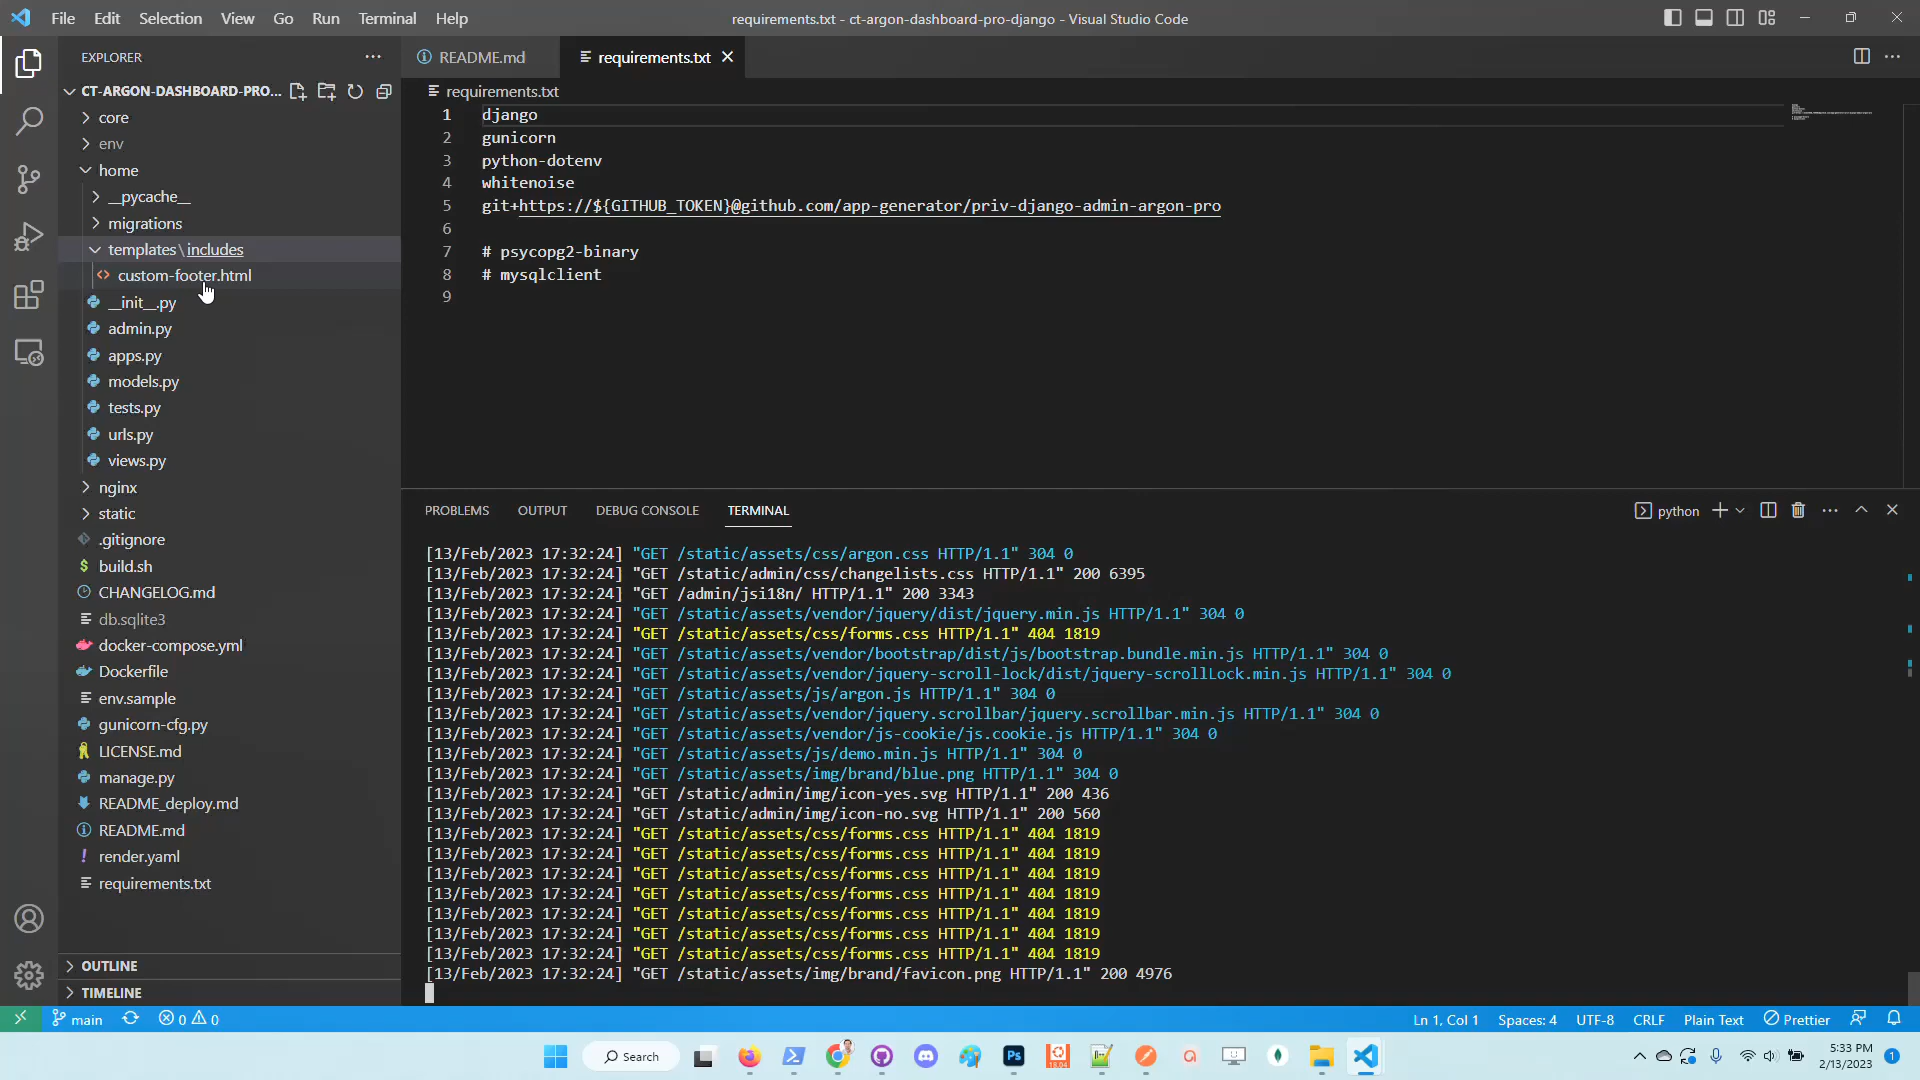 File Edit Selection View Go Run Terminal Help
requirements.txt - ct-argon-dashboard-pro-django - Visual Studio Code
EXPLORER
README.md
requirements.txt
CT-ARGON-DASHBOARD-PRO...
core
env
home
__pycache__
migrations
templates\includes
custom-footer.html
__init__.py
admin.py
apps.py
models.py
tests.py
urls.py
views.py
nginx
static
.gitignore
build.sh
CHANGELOG.md
db.sqlite3
docker-compose.yml
Dockerfile
env.sample
gunicorn-cfg.py
LICENSE.md
manage.py
README_deploy.md
README.md
render.yaml
requirements.txt
OUTLINE
TIMELINE
requirements.txt
1 django
2 gunicorn
3 python-dotenv
4 whitenoise
5 git+https://${GITHUB_TOKEN}@github.com/app-generator/priv-django-admin-argon-pro
6
7 # psycopg2-binary
8 # mysqlclient
9
PROBLEMS OUTPUT DEBUG CONSOLE TERMINAL
python
[13/Feb/2023 17:32:24] "GET /static/assets/css/argon.css HTTP/1.1" 304 0
[13/Feb/2023 17:32:24] "GET /static/admin/css/changelists.css HTTP/1.1" 200 6395
[13/Feb/2023 17:32:24] "GET /admin/jsi18n/ HTTP/1.1" 200 3343
[13/Feb/2023 17:32:24] "GET /static/assets/vendor/jquery/dist/jquery.min.js HTTP/1.1" 304 0
[13/Feb/2023 17:32:24] "GET /static/assets/css/forms.css HTTP/1.1" 404 1819
[13/Feb/2023 17:32:24] "GET /static/assets/vendor/bootstrap/dist/js/bootstrap.bundle.min.js HTTP/1.1" 304 0
[13/Feb/2023 17:32:24] "GET /static/assets/vendor/jquery-scroll-lock/dist/jquery-scrollLock.min.js HTTP/1.1" 304 0
[13/Feb/2023 17:32:24] "GET /static/assets/js/argon.js HTTP/1.1" 304 0
[13/Feb/2023 17:32:24] "GET /static/assets/vendor/jquery.scrollbar/jquery.scrollbar.min.js HTTP/1.1" 304 0
[13/Feb/2023 17:32:24] "GET /static/assets/vendor/js-cookie/js.cookie.js HTTP/1.1" 304 0
[13/Feb/2023 17:32:24] "GET /static/assets/js/demo.min.js HTTP/1.1" 304 0
[13/Feb/2023 17:32:24] "GET /static/assets/img/brand/blue.png HTTP/1.1" 304 0
[13/Feb/2023 17:32:24] "GET /static/admin/img/icon-yes.svg HTTP/1.1" 200 436
[13/Feb/2023 17:32:24] "GET /static/admin/img/icon-no.svg HTTP/1.1" 200 560
[13/Feb/2023 17:32:24] "GET /static/assets/css/forms.css HTTP/1.1" 404 1819
[13/Feb/2023 17:32:24] "GET /static/assets/css/forms.css HTTP/1.1" 404 1819
[13/Feb/2023 17:32:24] "GET /static/assets/css/forms.css HTTP/1.1" 404 1819
[13/Feb/2023 17:32:24] "GET /static/assets/css/forms.css HTTP/1.1" 404 1819
[13/Feb/2023 17:32:24] "GET /static/assets/css/forms.css HTTP/1.1" 404 1819
[13/Feb/2023 17:32:24] "GET /static/assets/css/forms.css HTTP/1.1" 404 1819
[13/Feb/2023 17:32:24] "GET /static/assets/css/forms.css HTTP/1.1" 404 1819
[13/Feb/2023 17:32:24] "GET /static/assets/img/brand/favicon.png HTTP/1.1" 200 4976
main 0 0
Ln 1, Col 1 Spaces: 4 UTF-8 CRLF Plain Text Prettier
Search
Ps
18.04
5:33 PM
2/13/2023
1